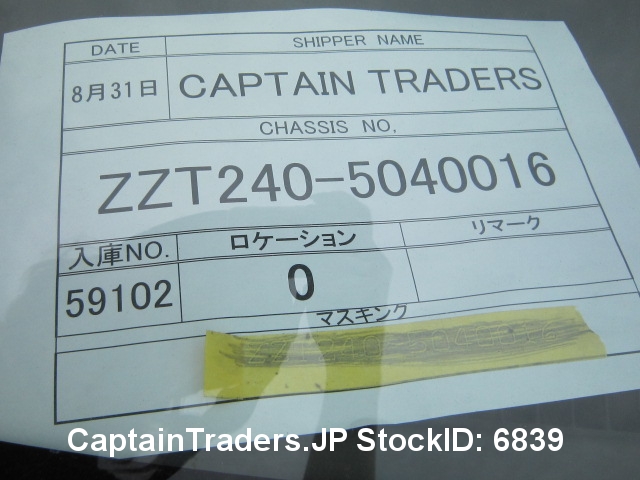 DATE SHIPPER NAME
8月31日 CAPTAIN TRADERS
CHASSIS NO,
ZZT240-5040016
入庫NO. ロケーション リマーク
59102 0
マスキング
CaptainTraders.JP StockID: 6839